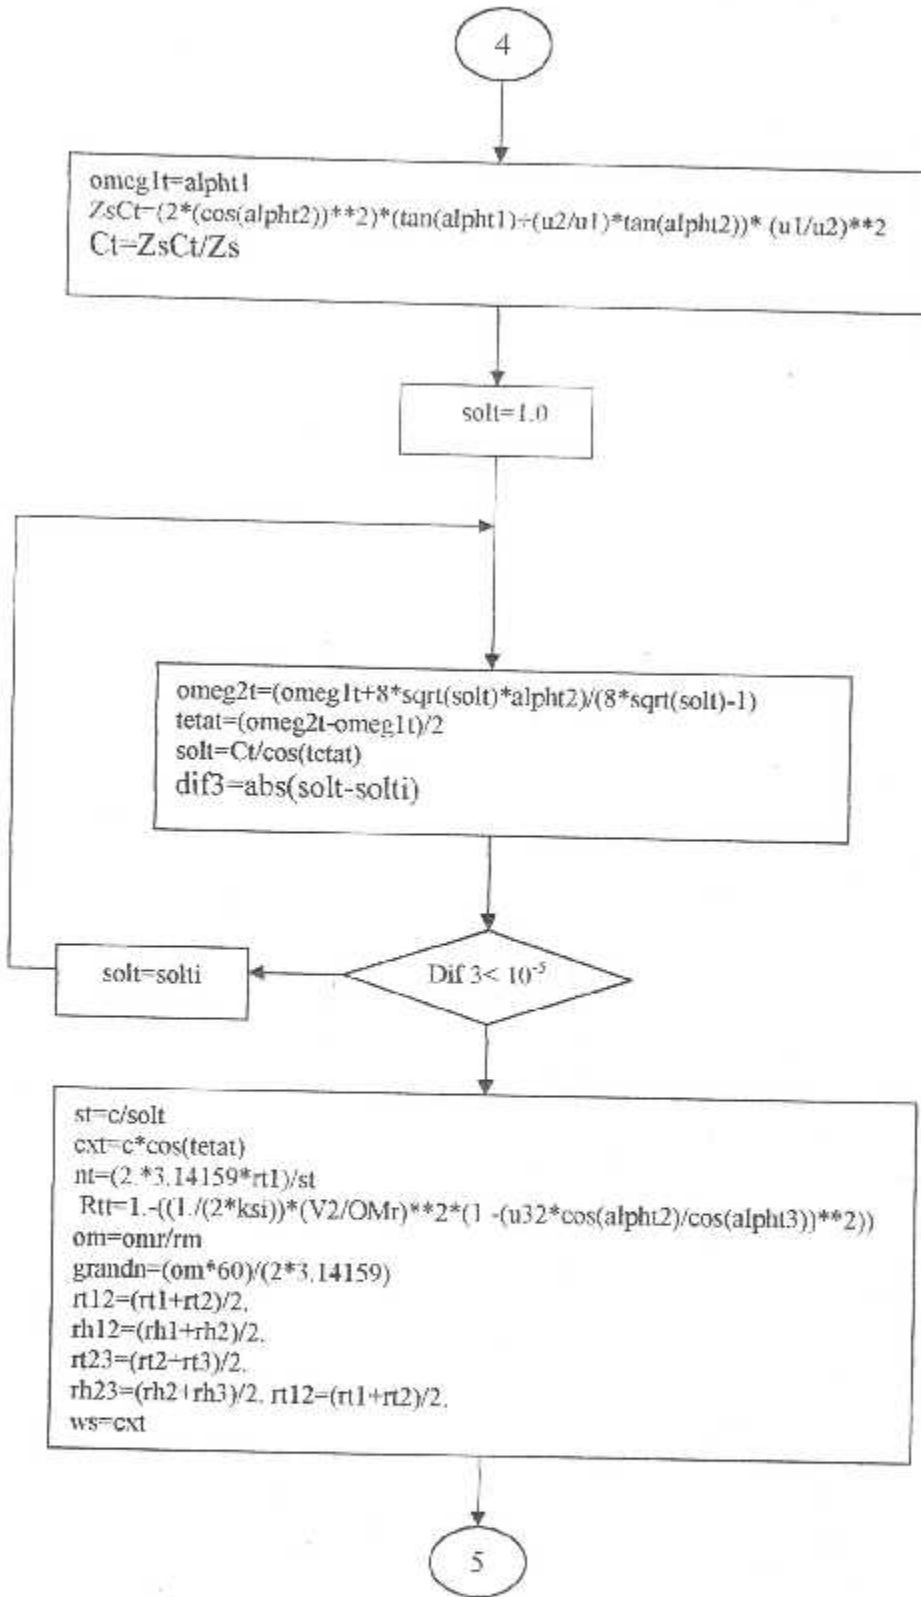 4
omeg1t=alpht1
ZsCt=(2*(cos(alpht2))**2)*(tan(alpht1)+(u2/u1)*tan(alpht2))* (u1/u2)**2
Ct=ZsCt/Zs
solt=1.0
omeg2t=(omeg1t+8*sqrt(solt)*alpht2)/(8*sqrt(solt)-1)
tetat=(omeg2t-omeg1t)/2
solt=Ct/cos(tetat)
dif3=abs(solt-solti)
solt=solti
Dif 3< 10⁻⁵
st=c/solt
cxt=c*cos(tetat)
nt=(2.*3.14159*rt1)/st
Rtt=1.-((1./(2*ksi))*(V2/OMr)**2*(1 -(u32*cos(alpht2)/cos(alpht3))**2))
om=omr/rm
grandn=(om*60)/(2*3.14159)
rt12=(rt1+rt2)/2.
rh12=(rh1+rh2)/2.
rt23=(rt2+rt3)/2.
rh23=(rh2+rh3)/2. rt12=(rt1+rt2)/2.
ws=cxt
5